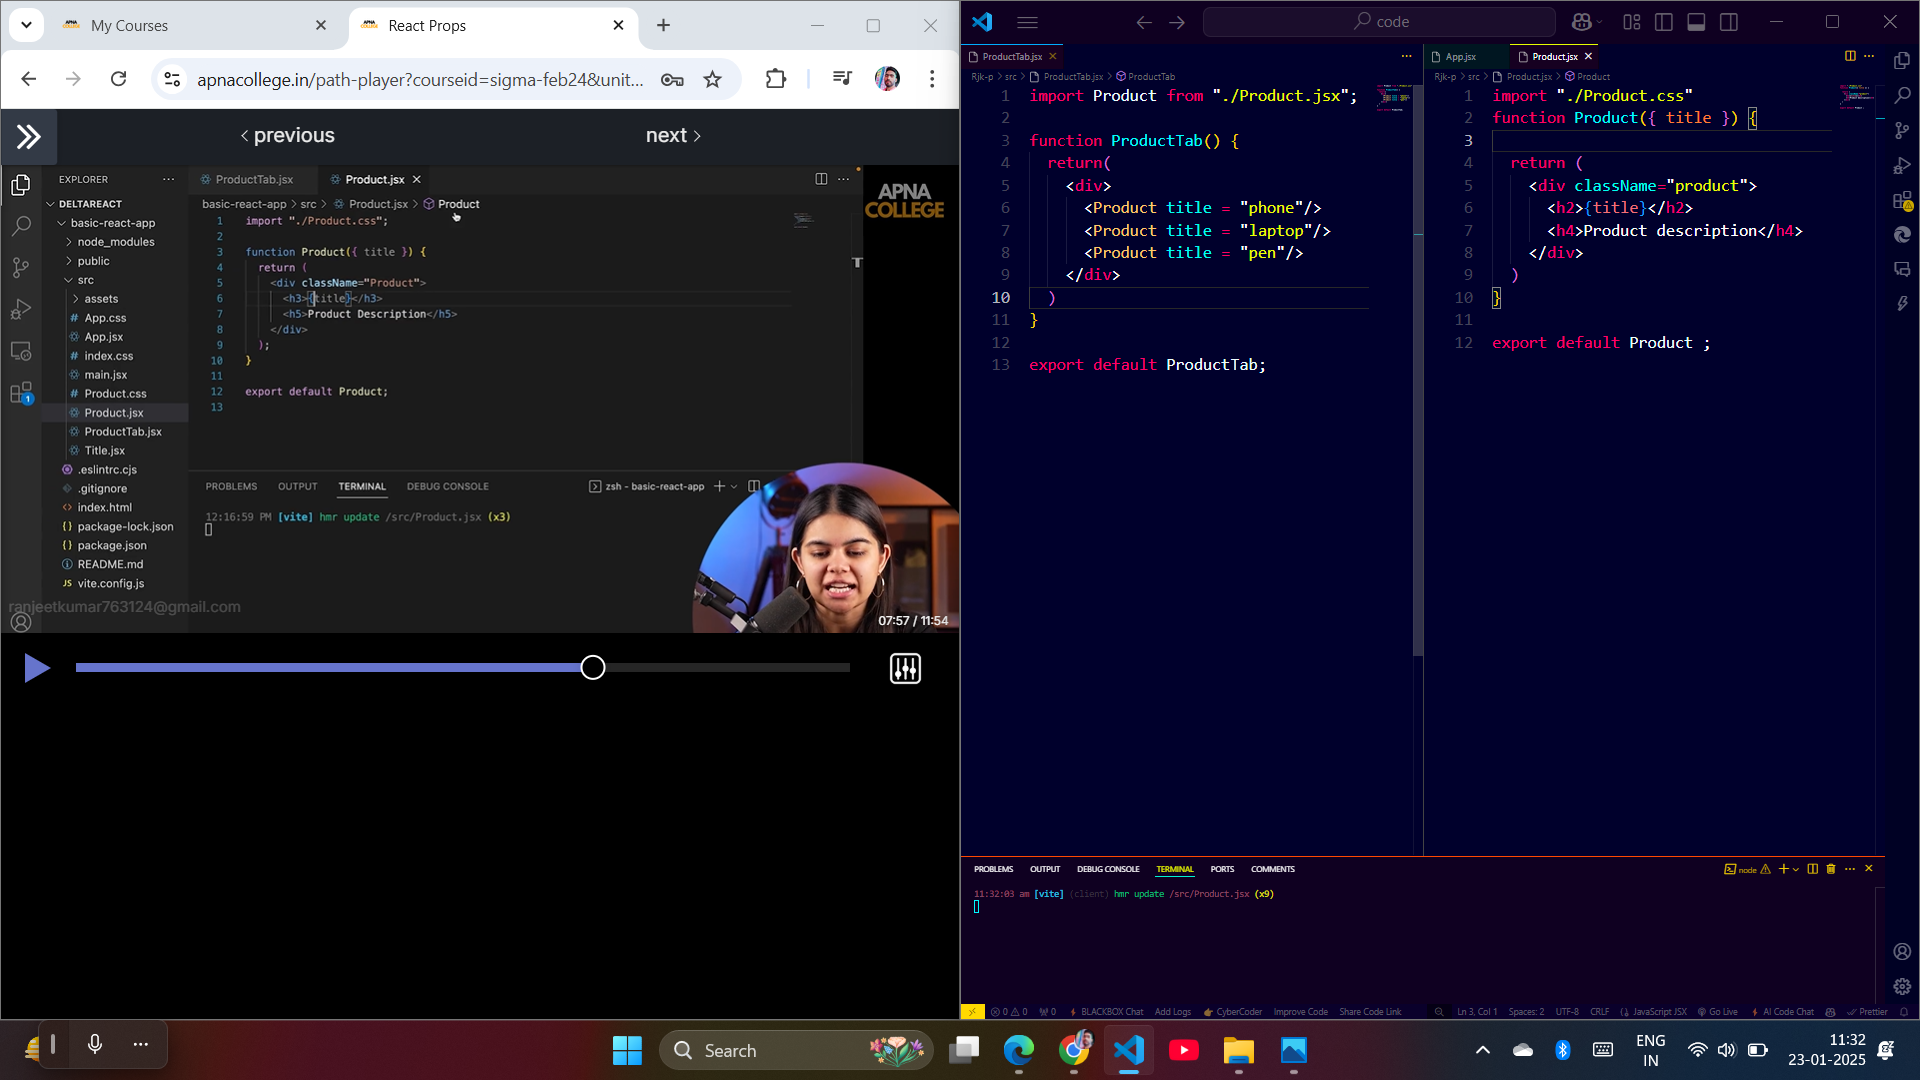 My Courses
React Props
apnacollege.in/path-player?courseid=sigma-feb24&unit...
previous
next
EXPLORER
DELTAREACT
basic-react-app
node_modules
public
src
assets
App.css
App.jsx
index.css
main.jsx
Product.css
Product.jsx
ProductTab.jsx
Title.jsx
.eslintrc.cjs
.gitignore
index.html
package-lock.json
package.json
README.md
vite.config.js
ranjeetkumar763124@gmail.com
ProductTab.jsx
Product.jsx
basic-react-app > src > Product.jsx > Product
1 import "./Product.css";
2
3 function Product({ title }) {
4 return (
5 <div className="Product">
6 <h3>{title}</h3>
7 <h5>Product Description</h5>
8 </div>
9 );
10 }
11
12 export default Product;
13
APNA
COLLEGE
PROBLEMS OUTPUT TERMINAL DEBUG CONSOLE
zsh - basic-react-app
12:16:59 PM [vite] hmr update /src/Product.jsx (x3)
07:57 / 11:54
code
ProductTab.jsx
Rjk-p > src > ProductTab.jsx > ProductTab
1 import Product from "./Product.jsx";
2
3 function ProductTab() {
4 return(
5 <div>
6 <Product title = "phone"/>
7 <Product title = "laptop"/>
8 <Product title = "pen"/>
9 </div>
10 )
11 }
12
13 export default ProductTab;
App.jsx
Product.jsx
Rjk-p > src > Product.jsx > Product
1 import "./Product.css"
2 function Product({ title }) {
3
4 return (
5 <div className="product">
6 <h2>{title}</h2>
7 <h4>Product description</h4>
8 </div>
9 )
10 }
11
12 export default Product ;
PROBLEMS OUTPUT DEBUG CONSOLE TERMINAL PORTS COMMENTS
node
11:32:03 am [vite] (client) hmr update /src/Product.jsx (x9)
0 0 0 BLACKBOX Chat Add Logs CyberCoder Improve Code Share Code Link
Ln 3, Col 1 Spaces: 2 UTF-8 CRLF JavaScript JSX Go Live AI Code Chat Prettier
Search
ENG
IN
11:32
23-01-2025